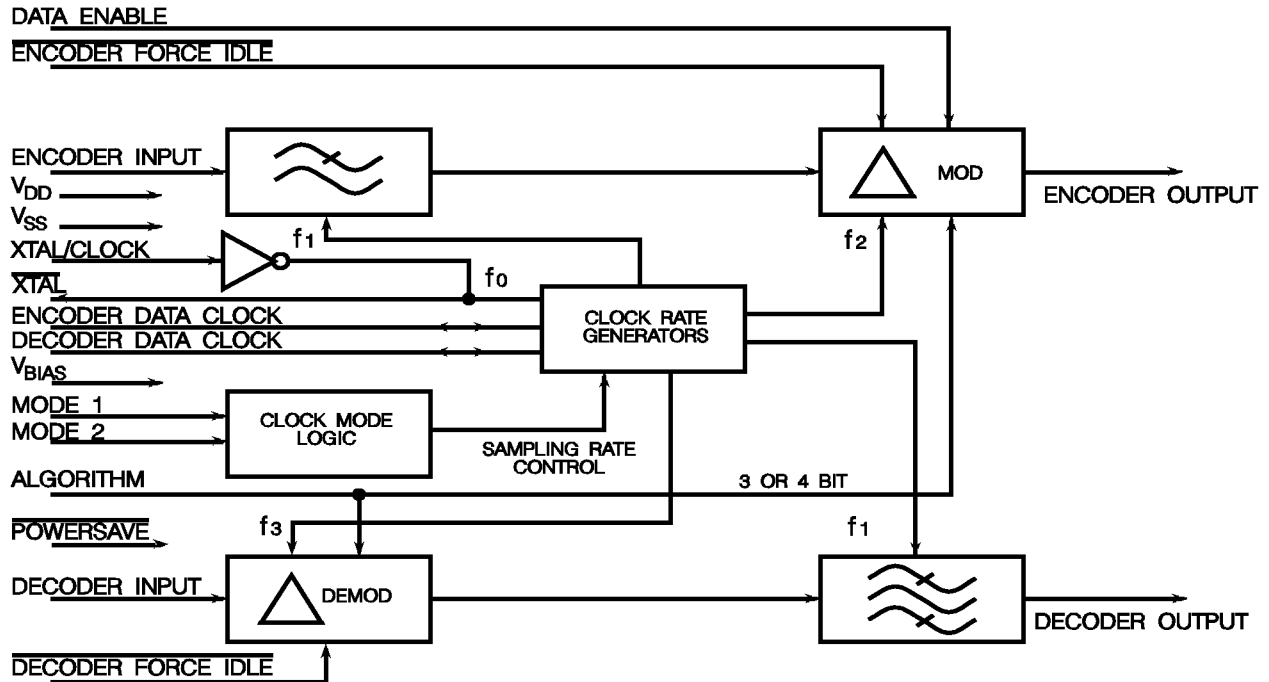 DATA ENABLE
ENCODER FORCE IDLE
ENCODER INPUT
MOD
ENCODER OUTPUT
VDD
VSS
f1
f2
XTAL/CLOCK
f0
XTAL
ENCODER DATA CLOCK
CLOCK RATE
GENERATORS
DECODER DATA CLOCK
VBIAS
MODE 1
MODE 2
CLOCK MODE
LOGIC
SAMPLING RATE
CONTROL
ALGORITHM
3 OR 4 BIT
POWERSAVE
f3
f1
DECODER INPUT
DEMOD
DECODER OUTPUT
DECODER FORCE IDLE